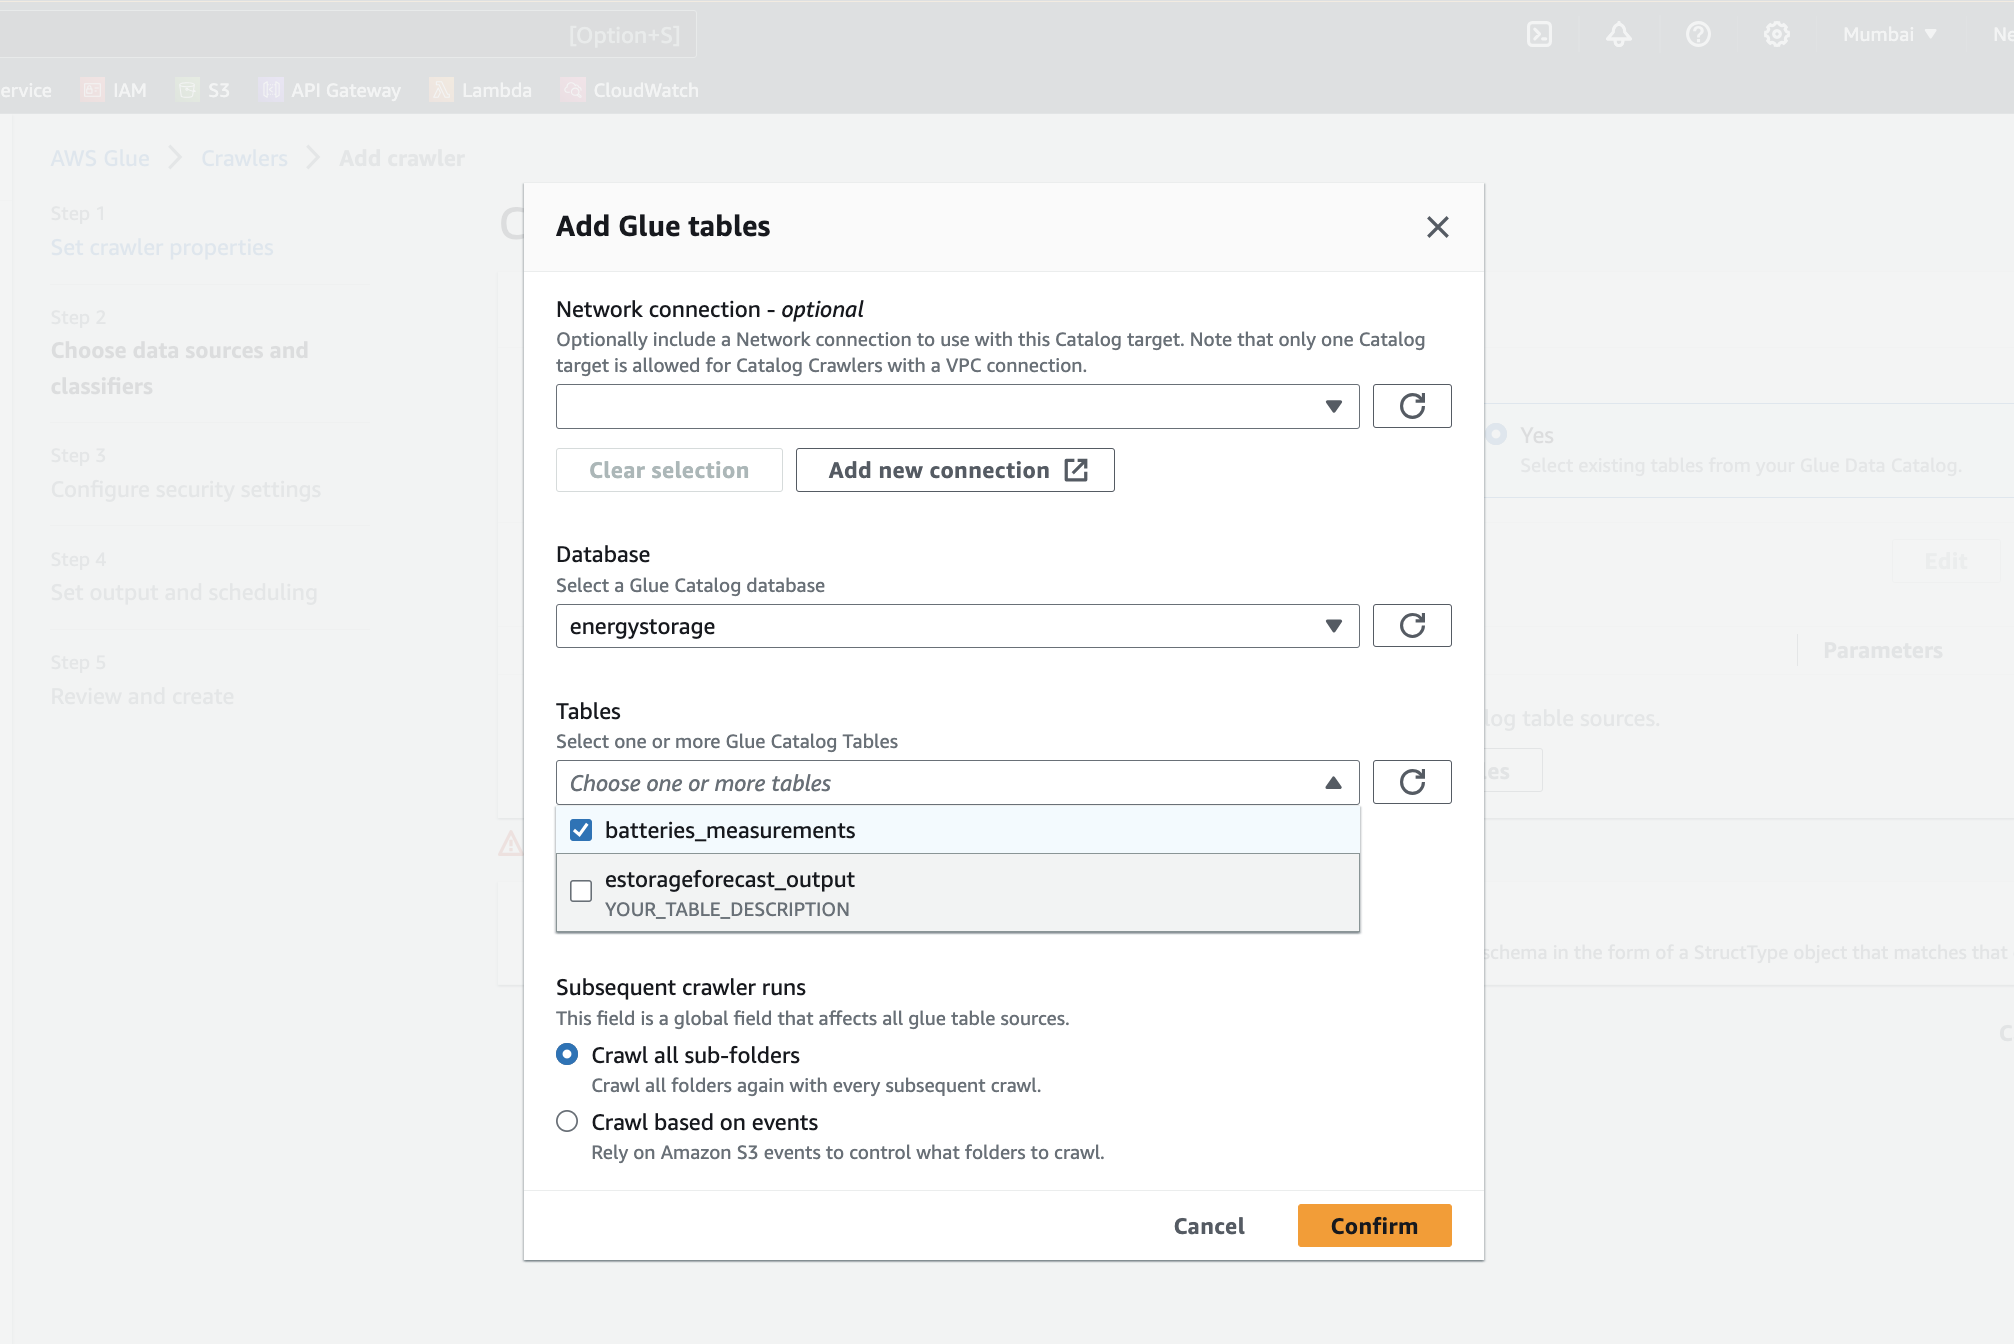 [Option+S]
Mumbai
ervice
IAM
S3
API Gateway
Lambda
CloudWatch
AWS Glue
Crawlers
Add crawler
Step 1
Set crawler properties
Step 2
Choose data sources and
classifiers
Step 3
Configure security settings
Step 4
Set output and scheduling
Step 5
Review and create
Add Glue tables
Network connection - optional
Optionally include a Network connection to use with this Catalog target. Note that only one Catalog
target is allowed for Catalog Crawlers with a VPC connection.
Clear selection
Add new connection
Database
Select a Glue Catalog database
energystorage
Tables
Select one or more Glue Catalog Tables
Choose one or more tables
batteries_measurements
estorageforecast_output
YOUR_TABLE_DESCRIPTION
Subsequent crawler runs
This field is a global field that affects all glue table sources.
Crawl all sub-folders
Crawl all folders again with every subsequent crawl.
Crawl based on events
Rely on Amazon S3 events to control what folders to crawl.
Cancel
Confirm
Yes
Select existing tables from your Glue Data Catalog.
Edit
Parameters
log table sources.
les
schema in the form of a StructType object that matches that